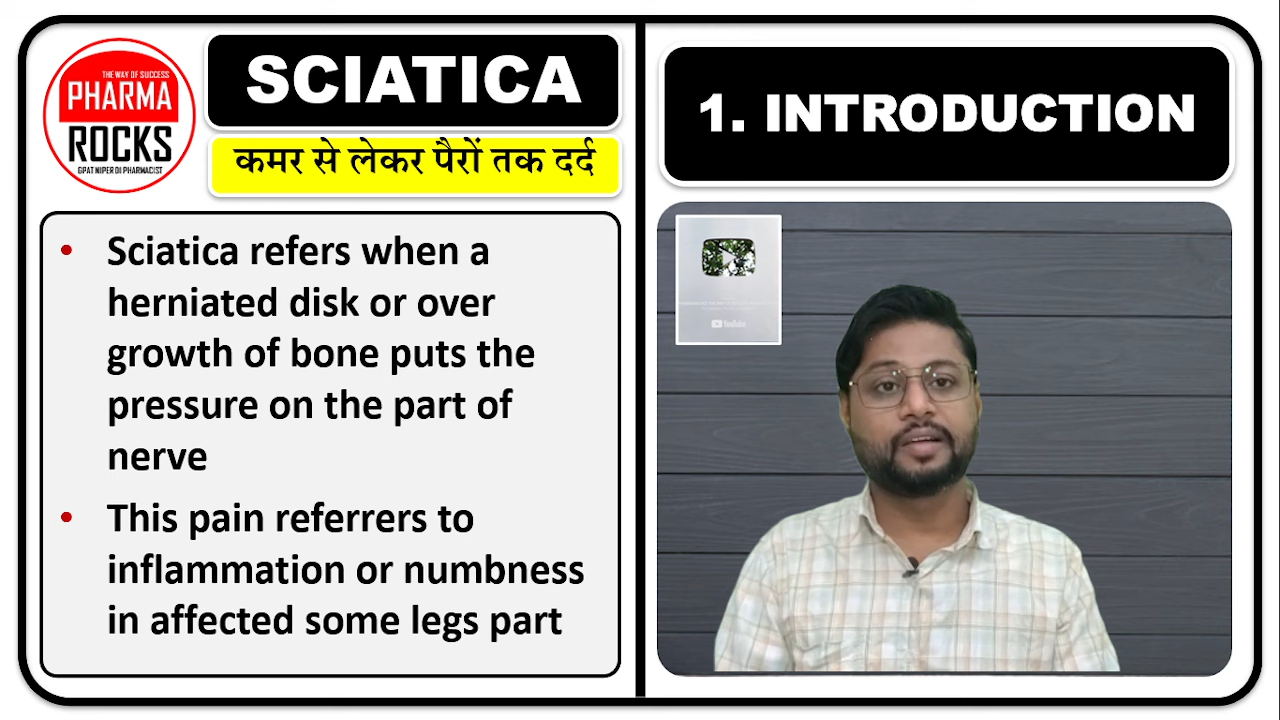 THE WAY OF SUCCESS
PHARMA
ROCKS
GPAT NIPER DI PHARMACIST
SCIATICA
कमर से लेकर पैरों तक दर्द
• Sciatica refers when a
herniated disk or over
growth of bone puts the
pressure on the part of
nerve
• This pain referrers to
inflammation or numbness
in affected some legs part
1. INTRODUCTION
YouTube